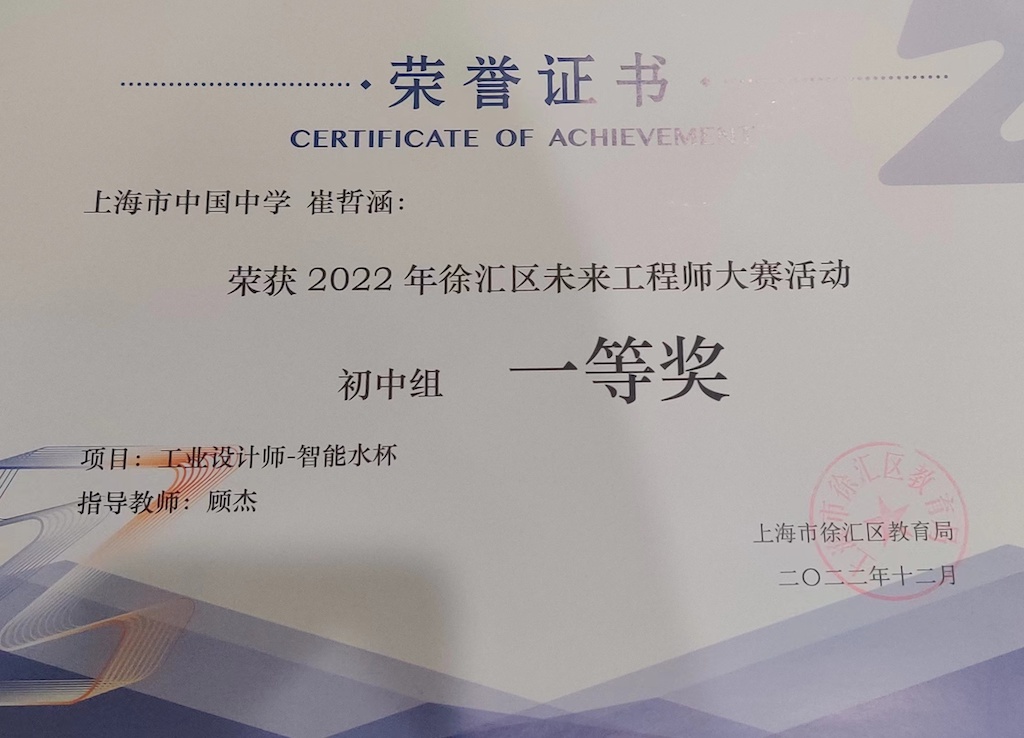 荣誉证书
CERTIFICATE OF ACHIEVEMENT
上海市中国中学 崔哲涵：
荣获 2022 年徐汇区未来工程师大赛活动
初中组 一等奖
项目：工业设计师-智能水杯
指导教师：顾杰
上海市徐汇区教育局
上海市徐汇区教育局
二〇二二年十二月